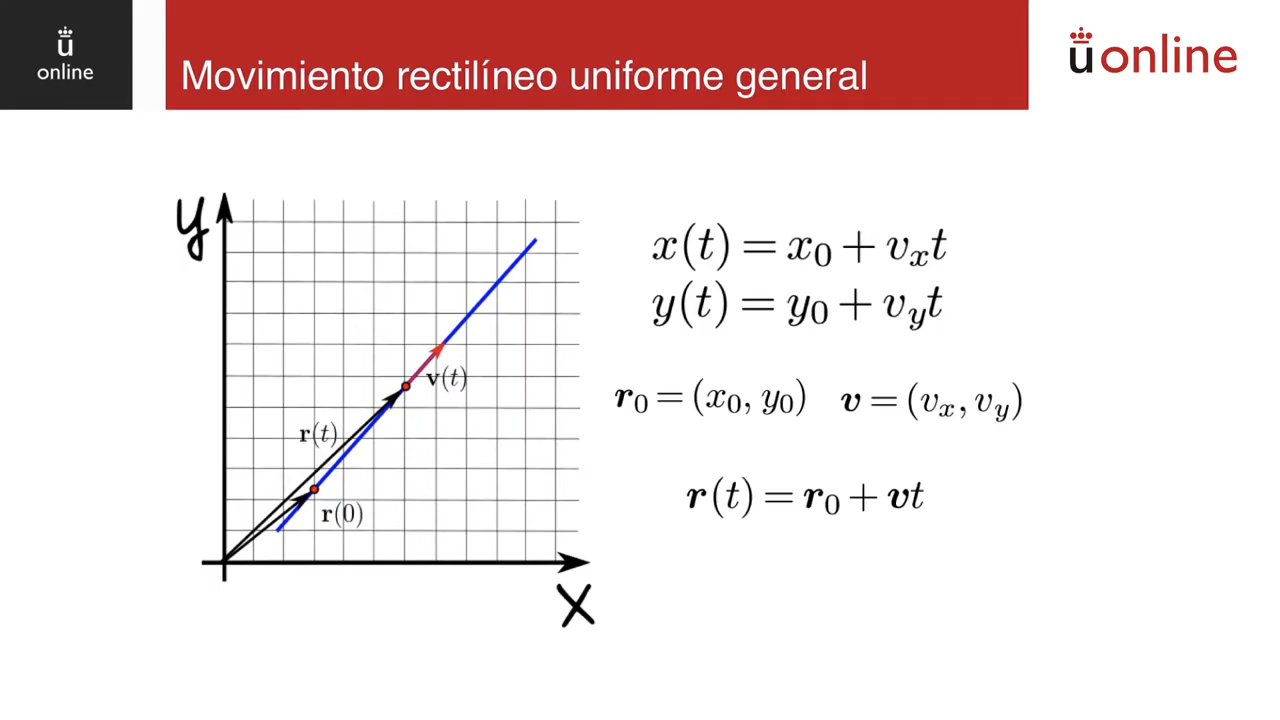 ü
online
Movimiento rectilíneo uniforme general
üonline
y
x(t) = x₀ + vₓt
y(t) = y₀ + v_y t
v(t)
r₀ = (x₀, y₀) v = (vₓ, v_y)
r(t)
r(t) = r₀ + vt
r(0)
X